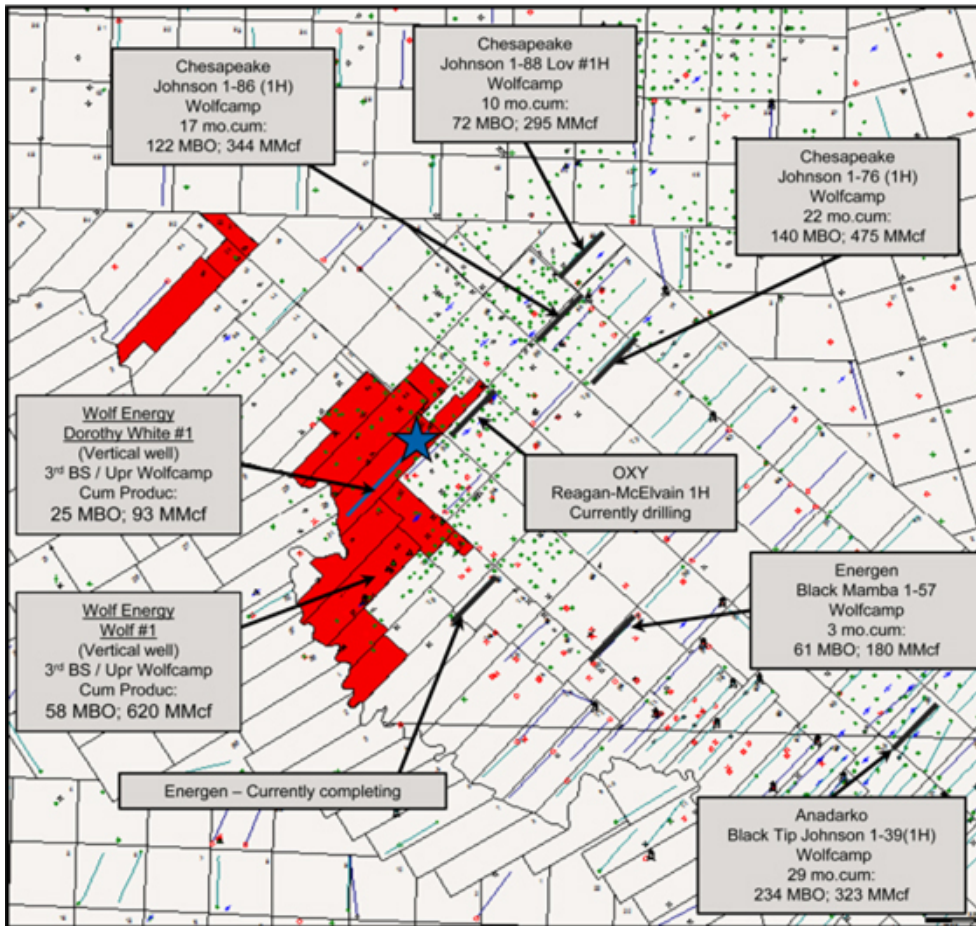 Chesapeake
Johnson 1-86 (1H)
Wolfcamp
17 mo.cum:
122 MBO; 344 MMcf
Chesapeake
Johnson 1-88 Lov #1H
Wolfcamp
10 mo.cum:
72 MBO; 295 MMcf
Chesapeake
Johnson 1-76 (1H)
Wolfcamp
22 mo.cum:
140 MBO; 475 MMcf
Wolf Energy
Dorothy White #1
(Vertical well)
3rd BS / Upr Wolfcamp
Cum Produc:
25 MBO; 93 MMcf
OXY
Reagan-McElvain 1H
Currently drilling
Wolf Energy
Wolf #1
(Vertical well)
3rd BS / Upr Wolfcamp
Cum Produc:
58 MBO; 620 MMcf
Energen
Black Mamba 1-57
Wolfcamp
3 mo.cum:
61 MBO; 180 MMcf
Energen – Currently completing
Anadarko
Black Tip Johnson 1-39(1H)
Wolfcamp
29 mo.cum:
234 MBO; 323 MMcf